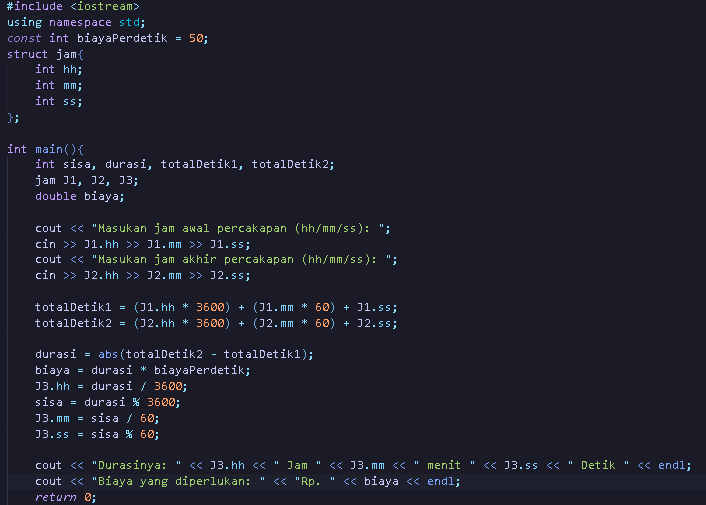 #include <iostream>
using namespace std;
const int biayaPerdetik = 50;
struct jam{
    int hh;
    int mm;
    int ss;
};
int main(){
    int sisa, durasi, totalDetik1, totalDetik2;
    jam J1, J2, J3;
    double biaya;
    cout << "Masukan jam awal percakapan (hh/mm/ss): ";
    cin >> J1.hh >> J1.mm >> J1.ss;
    cout << "Masukan jam akhir percakapan (hh/mm/ss): ";
    cin >> J2.hh >> J2.mm >> J2.ss;
    totalDetik1 = (J1.hh * 3600) + (J1.mm * 60) + J1.ss;
    totalDetik2 = (J2.hh * 3600) + (J2.mm * 60) + J2.ss;
    durasi = abs(totalDetik2 - totalDetik1);
    biaya = durasi * biayaPerdetik;
    J3.hh = durasi / 3600;
    sisa = durasi % 3600;
    J3.mm = sisa / 60;
    J3.ss = sisa % 60;
    cout << "Durasinya: " << J3.hh << " Jam " << J3.mm << " menit " << J3.ss << " Detik " << endl;
    cout << "Biaya yang diperlukan: " << "Rp. " << biaya << endl;
    return 0;